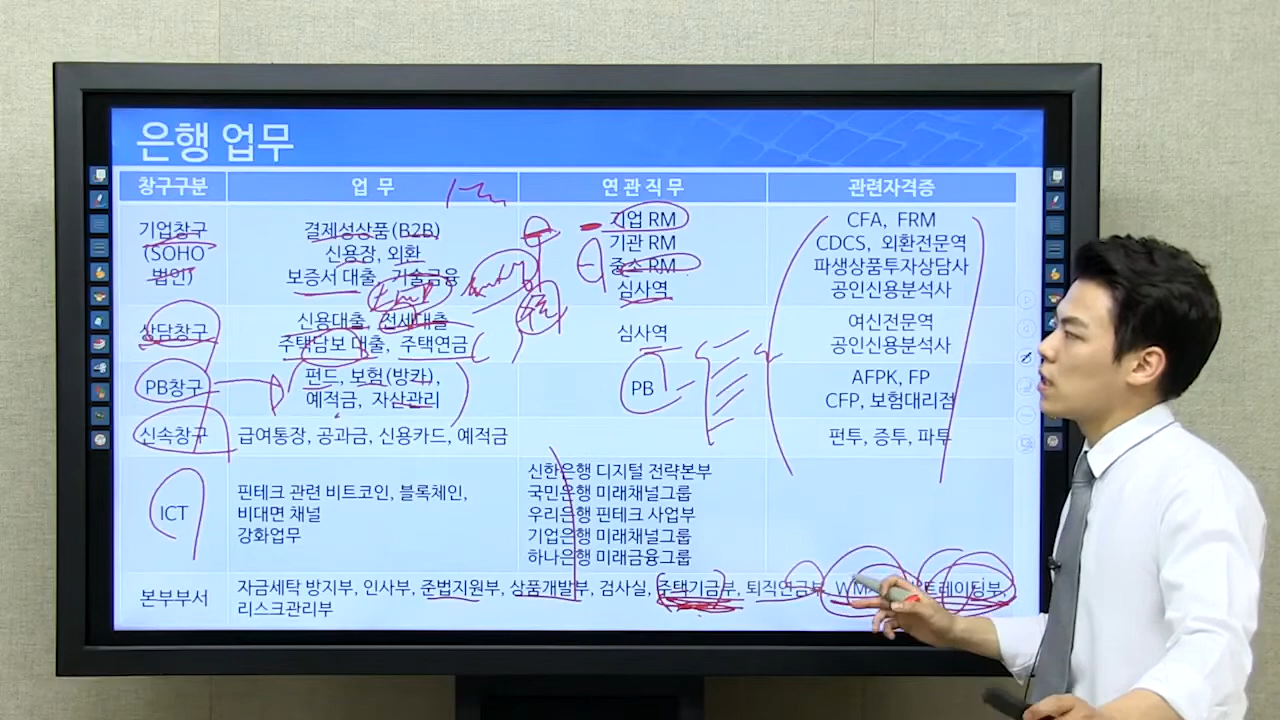 은행 업무
창구구분 업 무 연 관 직 무 관련자격증
기업창구
(SOHO
법인)
결제성상품(B2B)
신용장, 외환
보증서 대출, 기술금융
기업 RM
기관 RM
중소 RM
심사역
CFA, FRM
CDCS, 외환전문역
파생상품투자상담사
공인신용분석사
상담창구
신용대출, 전세대출
주택담보 대출, 주택연금
심사역
여신전문역
공인신용분석사
PB창구
펀드, 보험(방카),
예적금, 자산관리
PB
AFPK, FP
CFP, 보험대리점
신속창구
급여통장, 공과금, 신용카드, 예적금
펀투, 증투, 파투
ICT
핀테크 관련 비트코인, 블록체인,
비대면 채널
강화업무
신한은행 디지털 전략본부
국민은행 미래채널그룹
우리은행 핀테크 사업부
기업은행 미래채널그룹
하나은행 미래금융그룹
본부부서
자금세탁 방지부, 인사부, 준법지원부, 상품개발부, 검사실, 주택기금부, 퇴직연금부, WM 트레이딩부,
리스크관리부